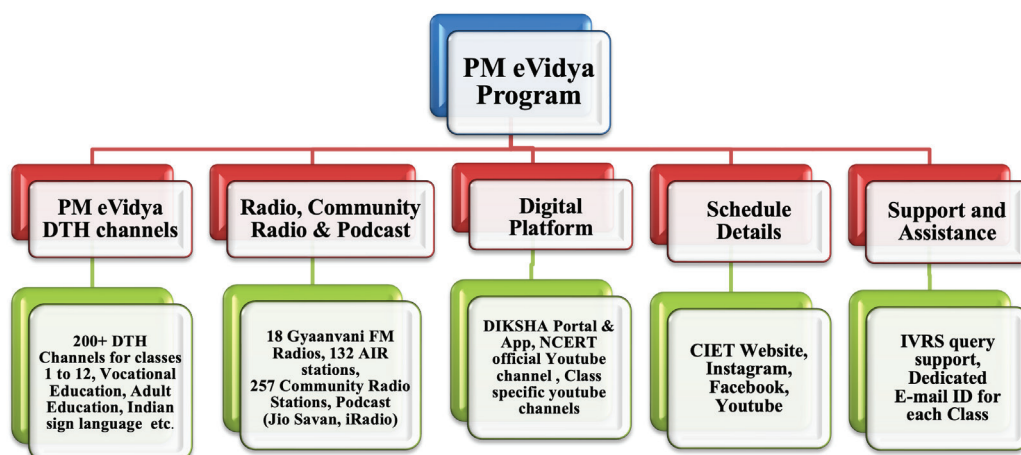 PM eVidya
Program
PM eVidya
DTH channels
Radio, Community
Radio & Podcast
Digital
Platform
Schedule
Details
Support and
Assistance
200+ DTH
Channels for classes
1 to 12, Vocational
Education, Adult
Education, Indian
sign language etc.
18 Gyaanvani FM
Radios, 132 AIR
stations,
257 Community Radio
Stations, Podcast
(Jio Savan, iRadio)
DIKSHA Portal &
App, NCERT
official Youtube
channel , Class
specific youtube
channels
CIET Website,
Instagram,
Facebook,
Youtube
IVRS query
support,
Dedicated
E-mail ID for
each Class